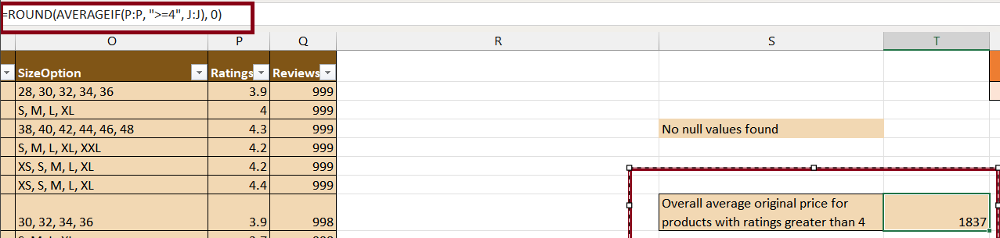 =ROUND(AVERAGEIF(P:P, ">=4", J:J), 0)
O P Q R S T
SizeOption Ratings Reviews
28, 30, 32, 34, 36 3.9 999
S, M, L, XL 4 999
38, 40, 42, 44, 46, 48 4.3 999 No null values found
S, M, L, XL, XXL 4.2 999
XS, S, M, L, XL 4.2 999
XS, S, M, L, XL 4.4 999
Overall average original price for
30, 32, 34, 36 3.9 998 products with ratings greater than 4 1837